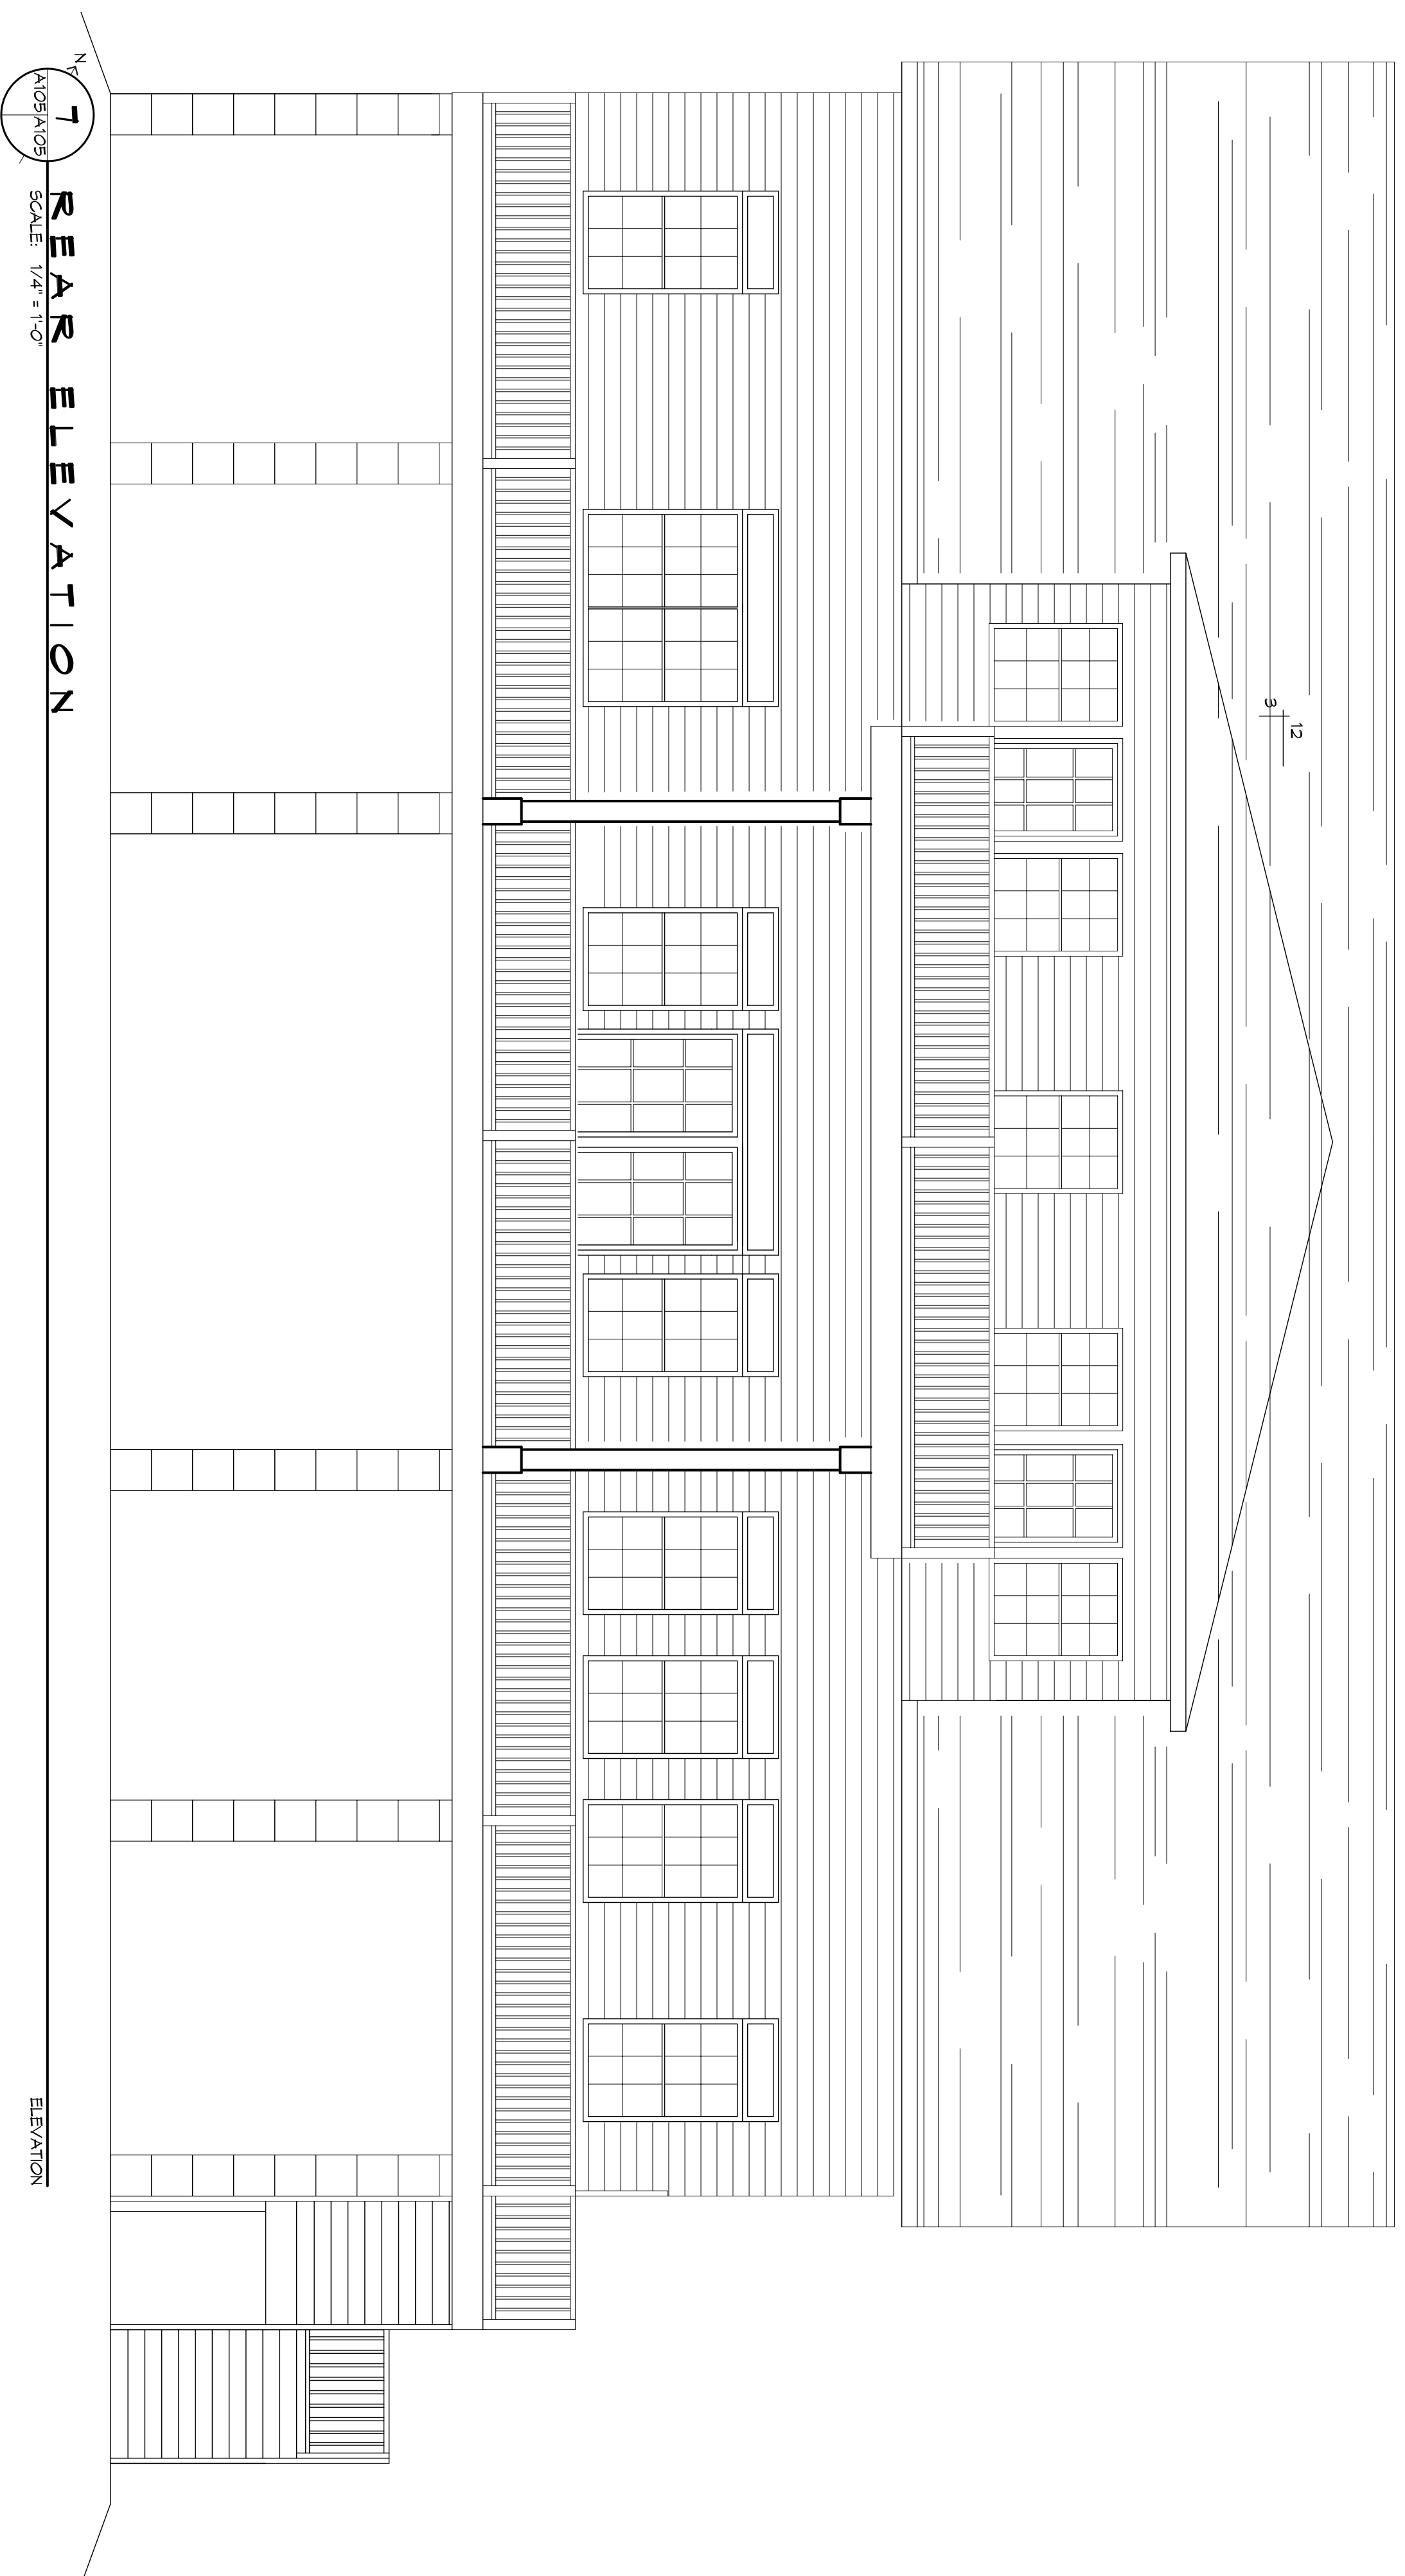 12
3
N
7
A105 A105
REAR ELEVATION
SCALE: 1/4" = 1'-0"
ELEVATION